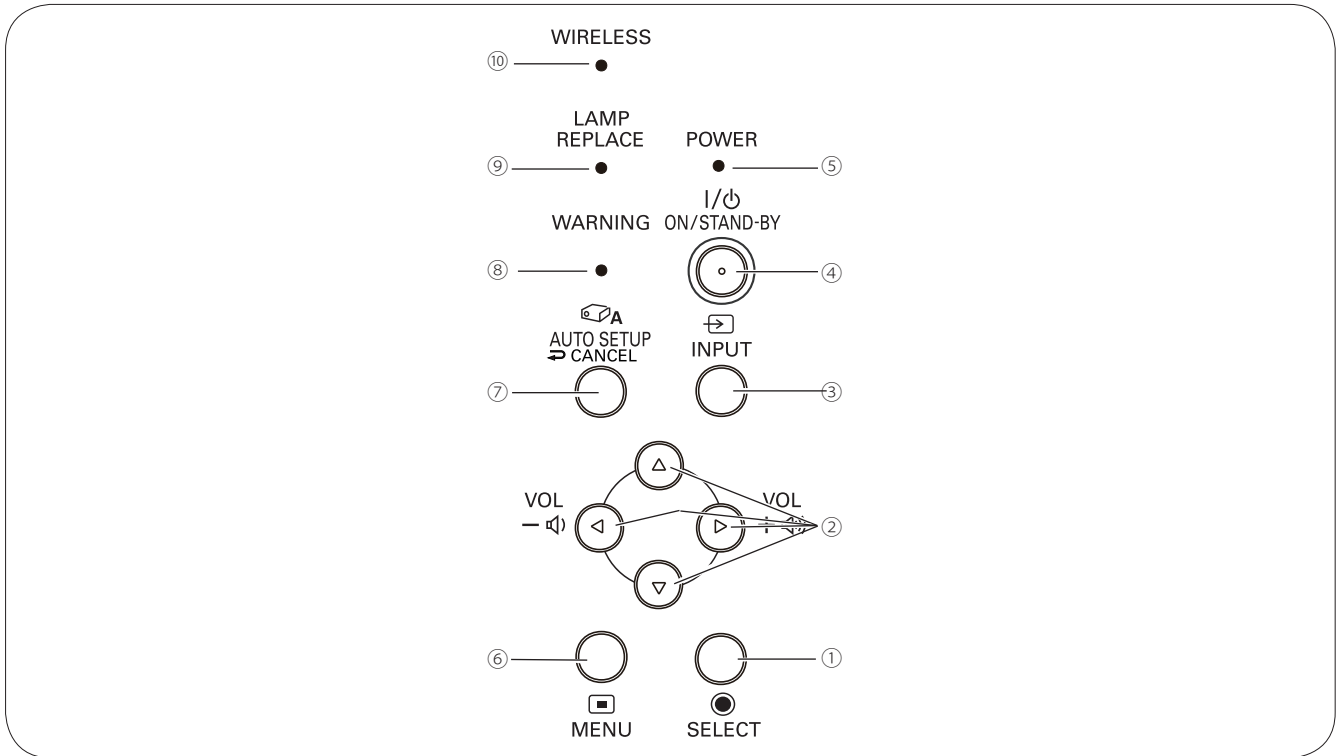 WIRELESS
⑩
LAMP
REPLACE
POWER
⑨
⑤
I/⏻
WARNING
ON/STAND-BY
⑧
④
A
AUTO SETUP
CANCEL
INPUT
⑦
③
VOL
VOL
−
+
②
⑥
①
MENU
SELECT